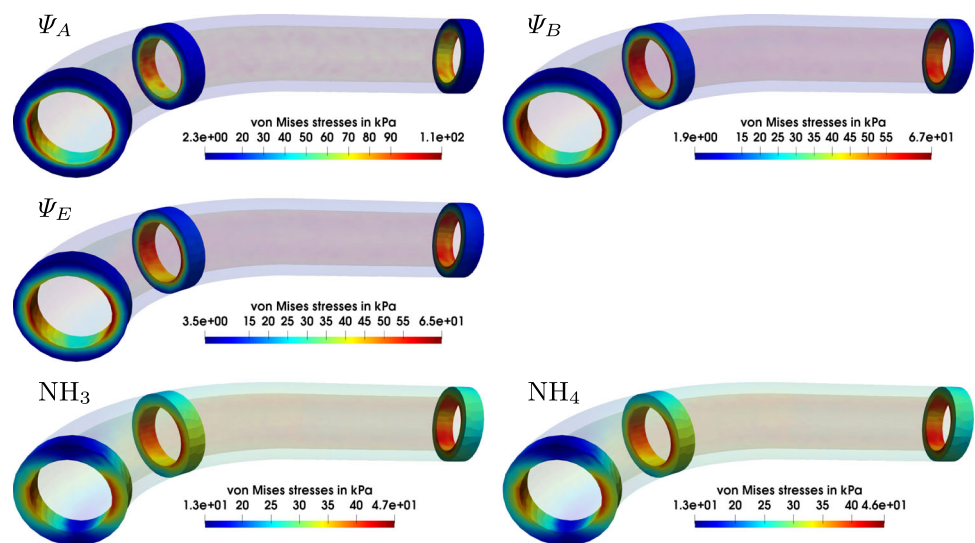 Ψ_A
von Mises stresses in kPa
2.3e+00 20 30 40 50 60 70 80 90 1.1e+02
Ψ_B
von Mises stresses in kPa
1.9e+00 15 20 25 30 35 40 45 50 55 6.7e+01
Ψ_E
von Mises stresses in kPa
3.5e+00 15 20 25 30 35 40 45 50 55 6.5e+01
NH₃
von Mises stresses in kPa
1.3e+01 20 25 30 35 40 4.7e+01
NH₄
von Mises stresses in kPa
1.3e+01 20 25 30 35 40 4.6e+01